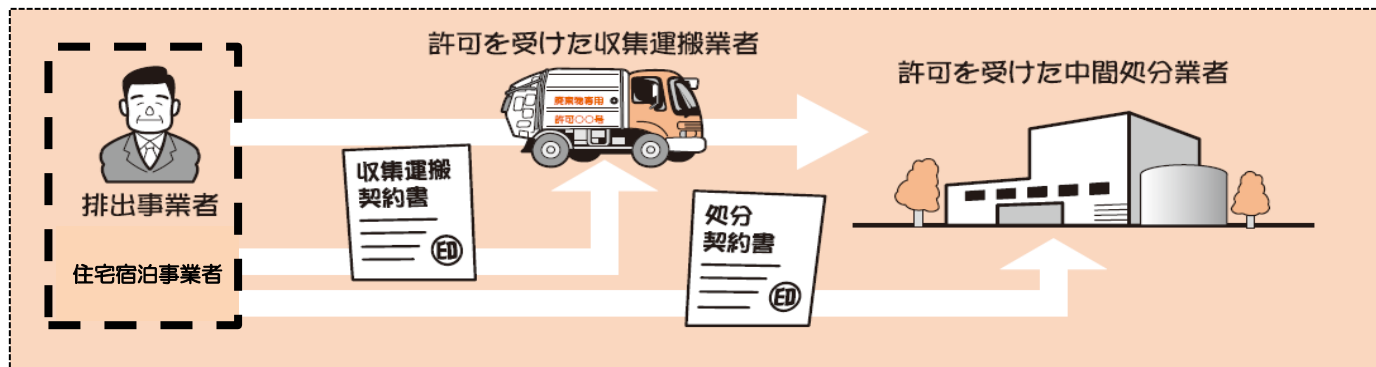 許可を受けた収集運搬業者
許可を受けた中間処分業者
廃棄物専用
許可○○号
収集運搬
契約書
印
排出事業者
処分
契約書
印
住宅宿泊事業者